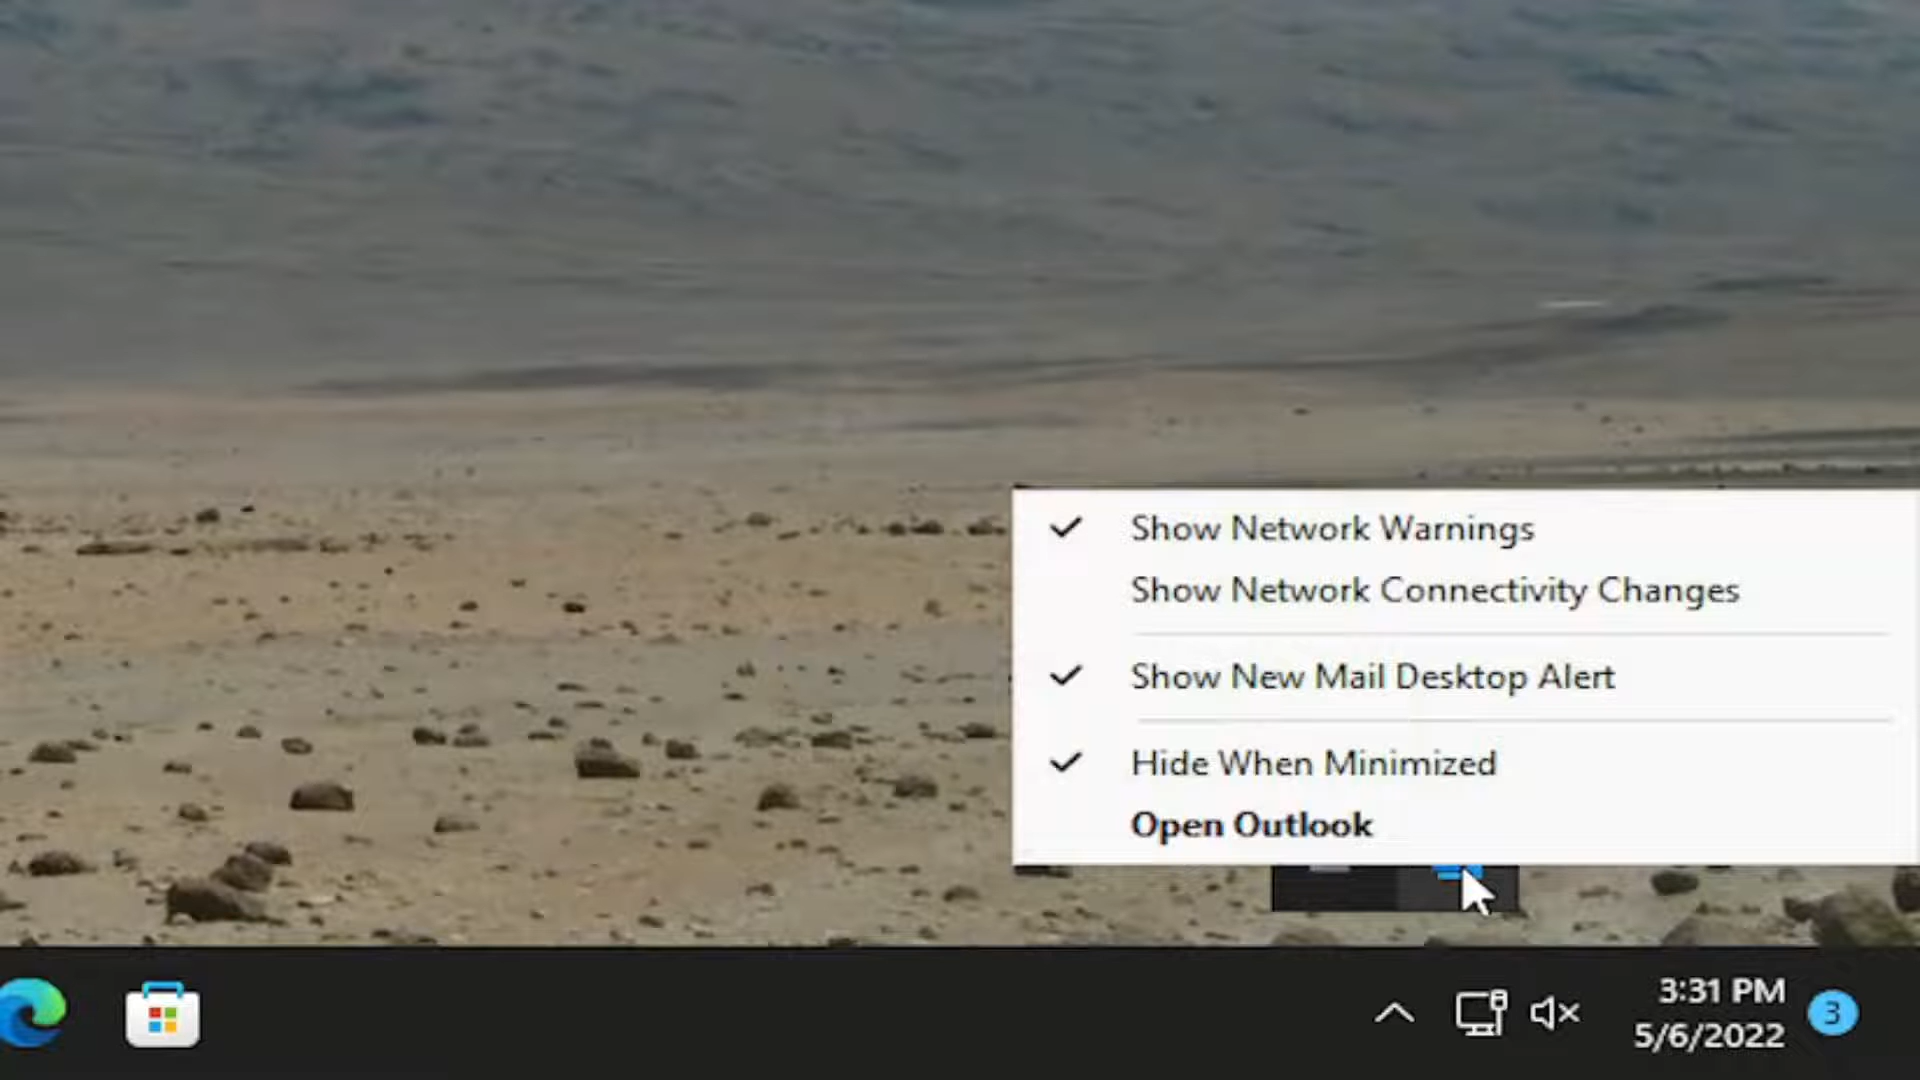 Show Network Warnings
Show Network Connectivity Changes
Show New Mail Desktop Alert
Hide When Minimized
Open Outlook
3:31 PM
5/6/2022
3